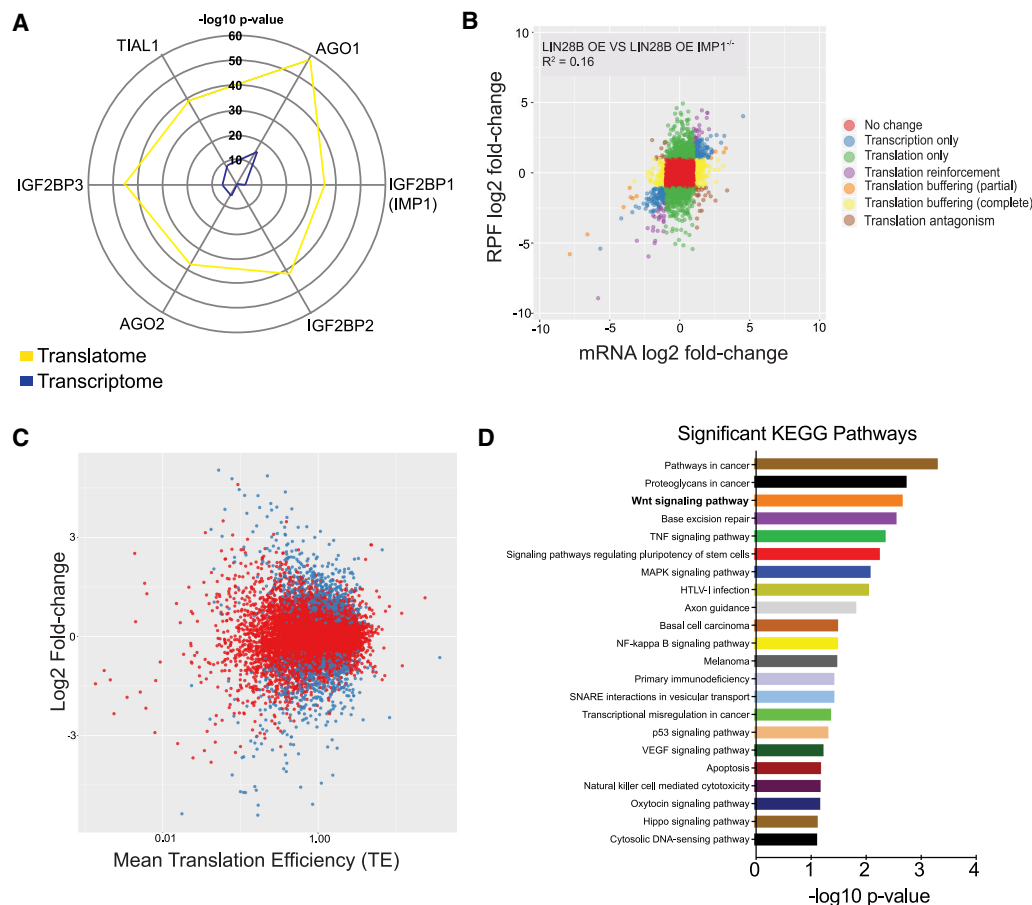 A
-log10 p-value
60
50
40
30
20
10
TIAL1
AGO1
IGF2BP3
IGF2BP1
(IMP1)
AGO2
IGF2BP2
Translatome
Transcriptome
B
LIN28B OE VS LIN28B OE IMP1-/-
R² = 0.16
RPF log2 fold-change
10
5
0
-5
-10
-10
-5
0
5
10
mRNA log2 fold-change
No change
Transcription only
Translation only
Translation reinforcement
Translation buffering (partial)
Translation buffering (complete)
Translation antagonism
C
Log2 Fold-change
3
0
-3
0.01
1.00
Mean Translation Efficiency (TE)
D
Significant KEGG Pathways
Pathways in cancer
Proteoglycans in cancer
Wnt signaling pathway
Base excision repair
TNF signaling pathway
Signaling pathways regulating pluripotency of stem cells
MAPK signaling pathway
HTLV-I infection
Axon guidance
Basal cell carcinoma
NF-kappa B signaling pathway
Melanoma
Primary immunodeficiency
SNARE interactions in vesicular transport
Transcriptional misregulation in cancer
p53 signaling pathway
VEGF signaling pathway
Apoptosis
Natural killer cell mediated cytotoxicity
Oxytocin signaling pathway
Hippo signaling pathway
Cytosolic DNA-sensing pathway
0
1
2
3
4
-log10 p-value